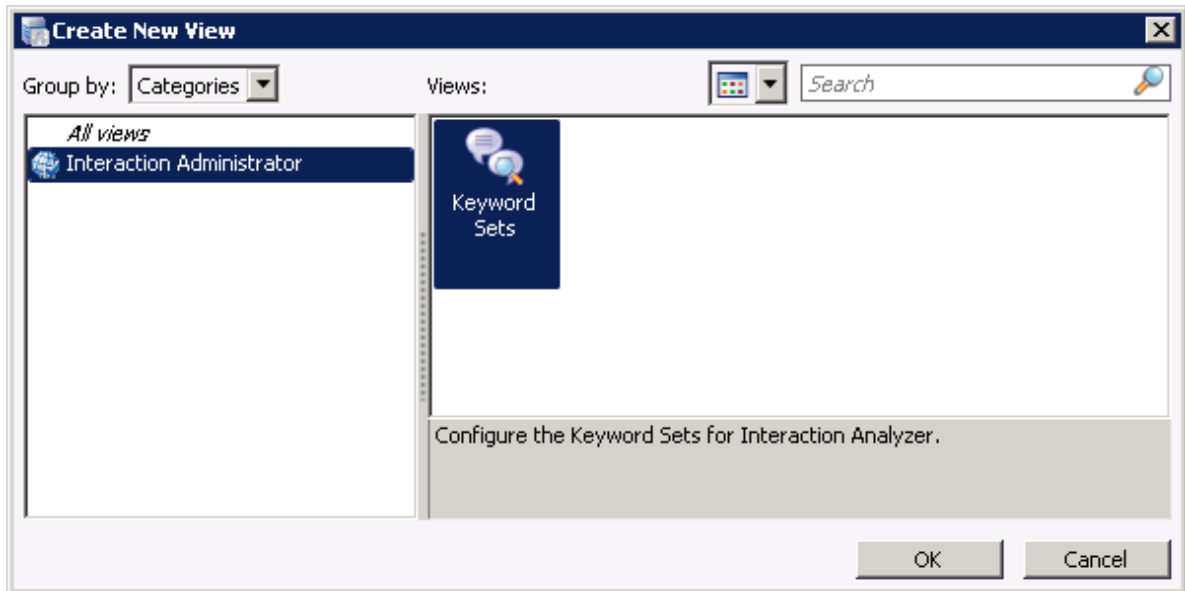 Create New View
Group by: Categories
Views:
Search
All views
Interaction Administrator
Keyword
Sets
Configure the Keyword Sets for Interaction Analyzer.
OK
Cancel